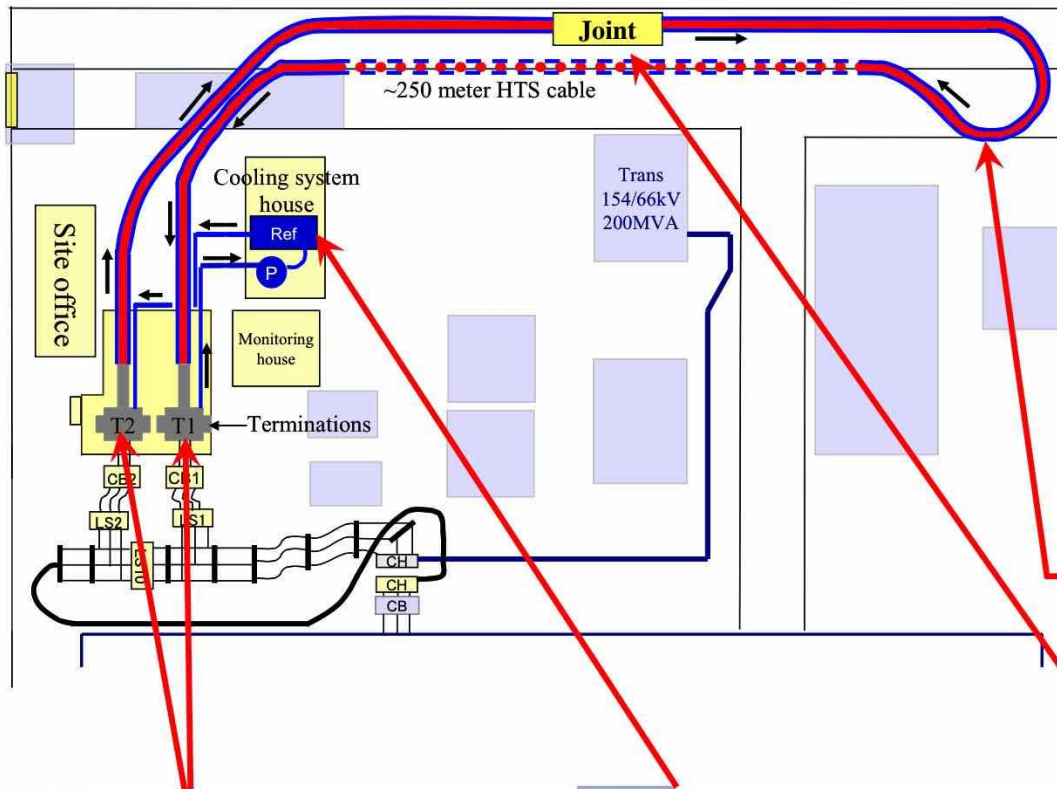 Joint
~250 meter HTS cable
Trans
154/66kV
200MVA
Cooling system
house
Ref
P
Site office
Monitoring
house
T2
T1
Terminations
CB2
CB1
LS2
LS1
LS10
CH
CH
CB